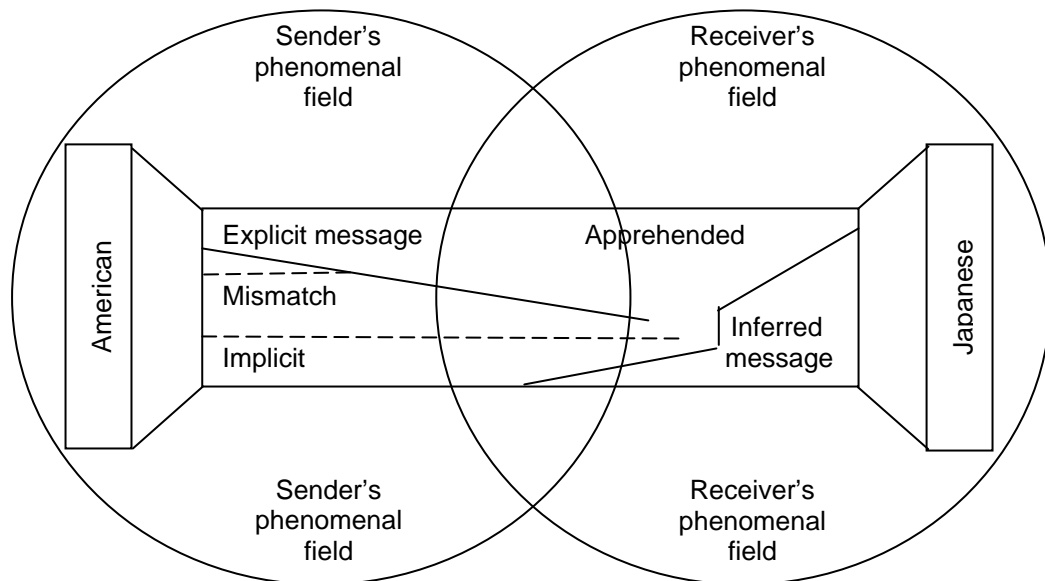 Sender’s
phenomenal
field
Receiver’s
phenomenal
field
American
Explicit message
Mismatch
Implicit
Apprehended
Inferred
message
Japanese
Sender’s
phenomenal
field
Receiver’s
phenomenal
field